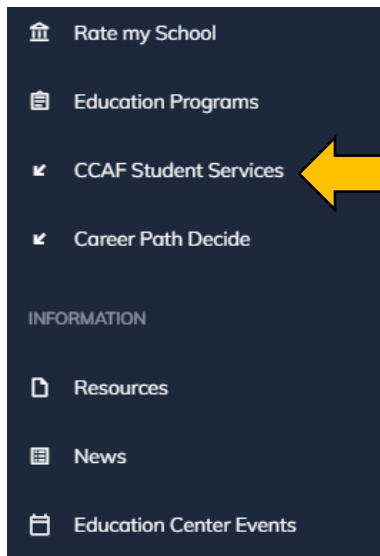 Rate my School
Education Programs
CCAF Student Services
Career Path Decide
INFORMATION
Resources
News
Education Center Events